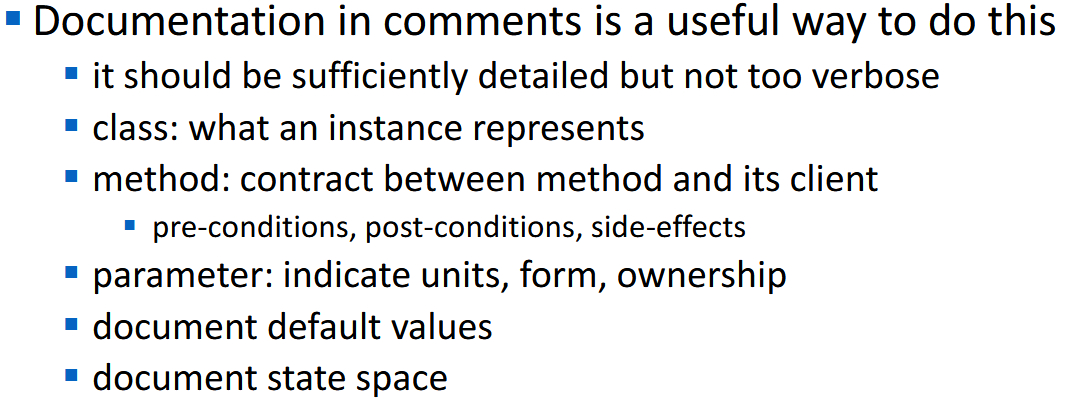 Documentation in comments is a useful way to do this
it should be sufficiently detailed but not too verbose
class: what an instance represents
method: contract between method and its client
pre-conditions, post-conditions, side-effects
parameter: indicate units, form, ownership
document default values
document state space